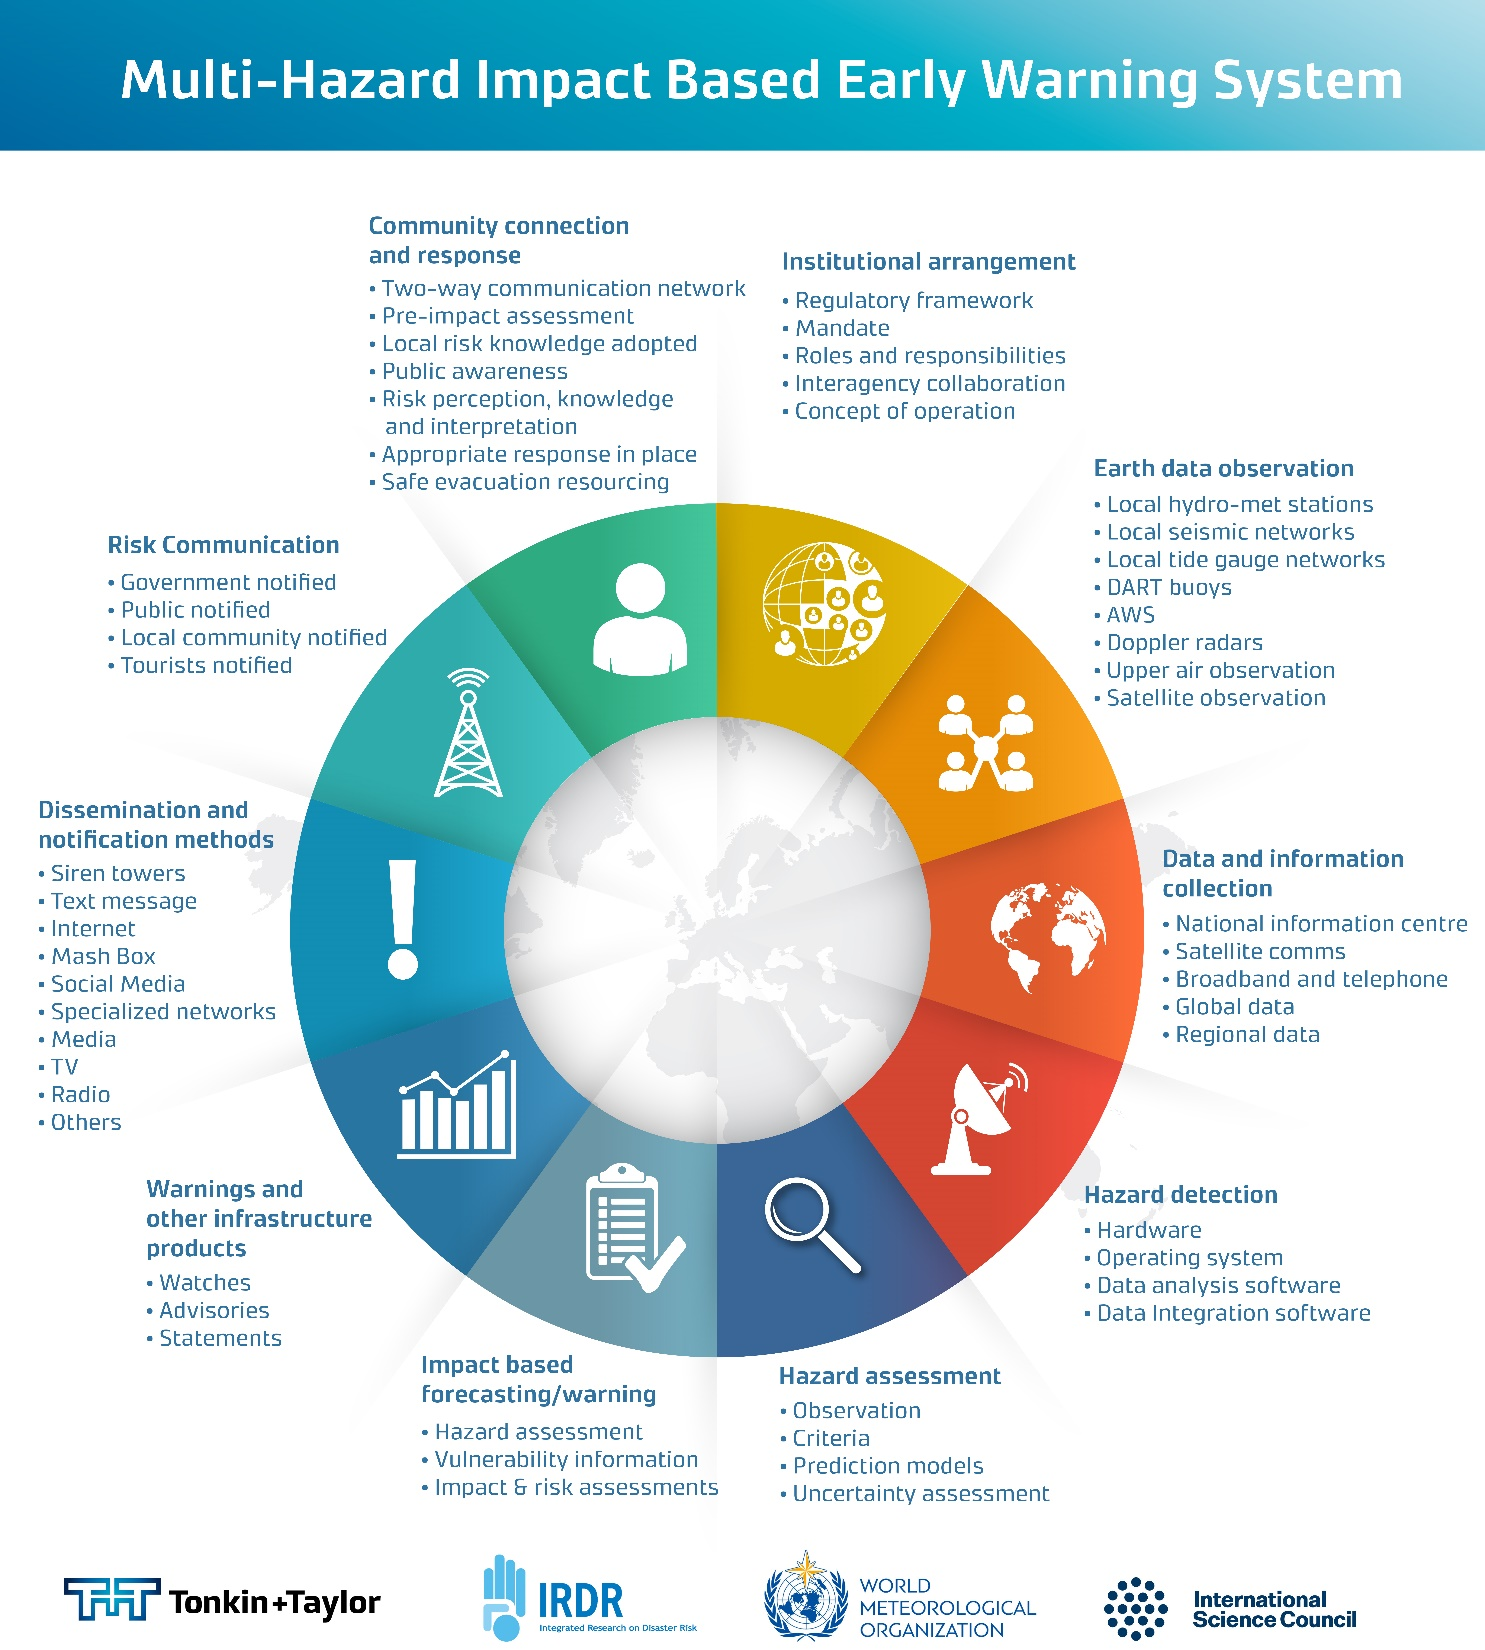 Multi-Hazard Impact Based Early Warning System
Community connection
and response
• Two-way communication network
• Pre-impact assessment
• Local risk knowledge adopted
• Public awareness
• Risk perception, knowledge
and interpretation
• Appropriate response in place
• Safe evacuation resourcing
Institutional arrangement
• Regulatory framework
• Mandate
• Roles and responsibilities
• Interagency collaboration
• Concept of operation
Earth data observation
• Local hydro-met stations
• Local seismic networks
• Local tide gauge networks
• DART buoys
• AWS
• Doppler radars
• Upper air observation
• Satellite observation
Data and information
collection
• National information centre
• Satellite comms
• Broadband and telephone
• Global data
• Regional data
Hazard detection
• Hardware
• Operating system
• Data analysis software
• Data Integration software
Hazard assessment
• Observation
• Criteria
• Prediction models
• Uncertainty assessment
Impact based
forecasting/warning
• Hazard assessment
• Vulnerability information
• Impact & risk assessments
Warnings and
other infrastructure
products
• Watches
• Advisories
• Statements
Dissemination and
notification methods
• Siren towers
• Text message
• Internet
• Mash Box
• Social Media
• Specialized networks
• Media
• TV
• Radio
• Others
Risk Communication
• Government notified
• Public notified
• Local community notified
• Tourists notified
T+T Tonkin+Taylor
IRDR
Integrated Research on Disaster Risk
WORLD
METEOROLOGICAL
ORGANIZATION
International
Science Council